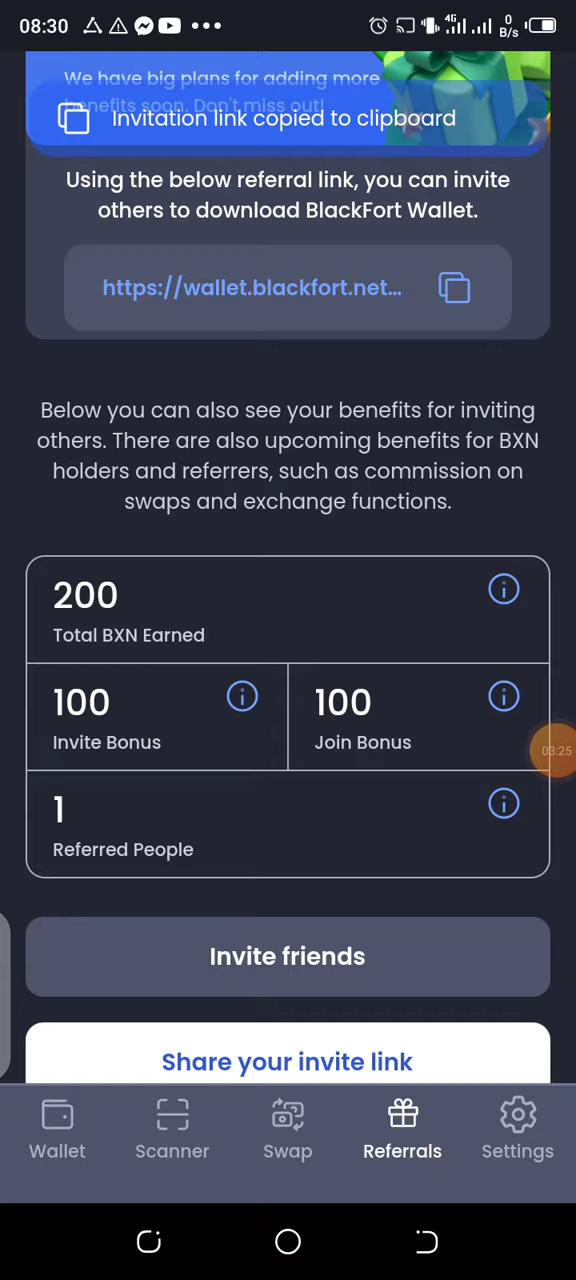 08:30
4G
0
B/s
We have big plans for adding more
benefits soon. Don't miss out!
Invitation link copied to clipboard
Using the below referral link, you can invite
others to download BlackFort Wallet.
https://wallet.blackfort.net...
Below you can also see your benefits for inviting
others. There are also upcoming benefits for BXN
holders and referrers, such as commission on
swaps and exchange functions.
200
Total BXN Earned
100
Invite Bonus
100
Join Bonus
03:25
1
Referred People
Invite friends
Share your invite link
Wallet
Scanner
Swap
Referrals
Settings